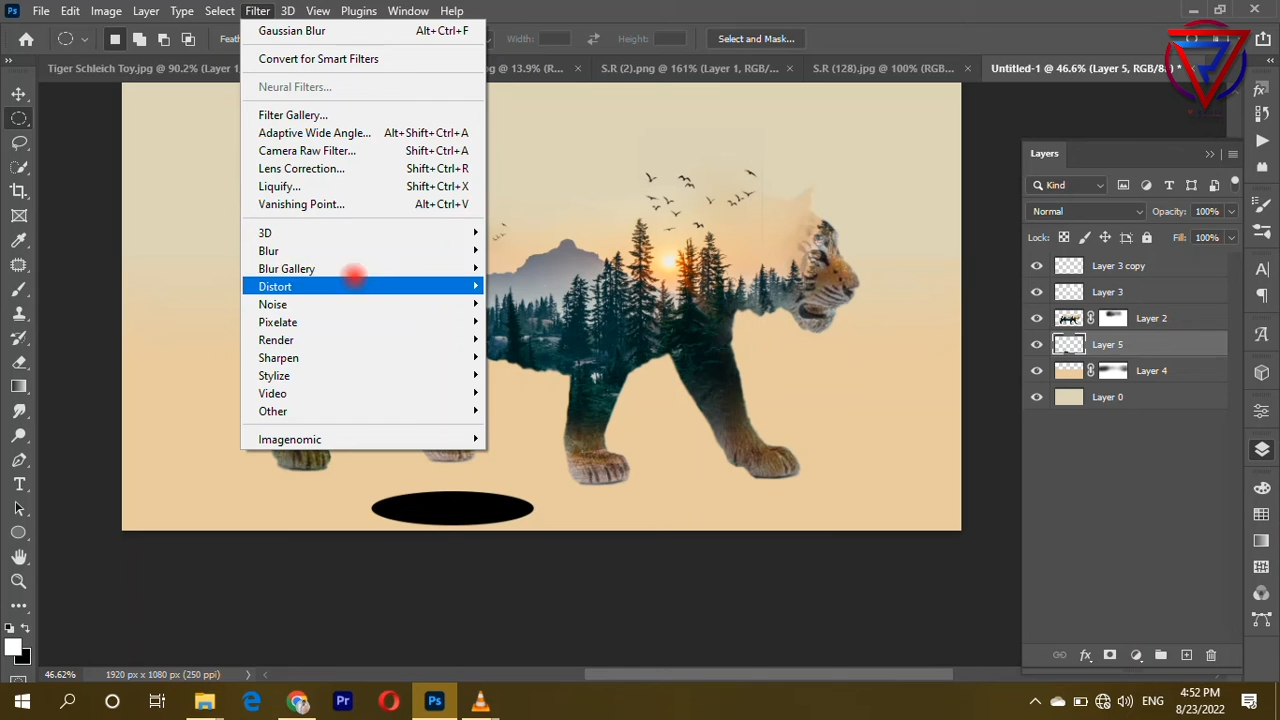 Ps File Edit Image Layer Type Select Filter 3D View Plugins Window Help
Width: Height: Select and Mask...
Tiger Schleich Toy.jpg @ 90.2% (Layer 1 ng @ 13.9% (R... × S.R (2).png @ 161% (Layer 1, RGB/... × S.R (128).jpg @ 100% (RGB... × Untitled-1 @ 46.6% (Layer 5, RGB/8 *
Gaussian Blur Alt+Ctrl+F
Convert for Smart Filters
Neural Filters...
Filter Gallery...
Adaptive Wide Angle... Alt+Shift+Ctrl+A
Camera Raw Filter... Shift+Ctrl+A
Lens Correction... Shift+Ctrl+R
Liquify... Shift+Ctrl+X
Vanishing Point... Alt+Ctrl+V
3D
Blur
Blur Gallery
Distort
Noise
Pixelate
Render
Sharpen
Stylize
Video
Other
Imagenomic
Layers
Kind
Normal Opacity: 100%
Lock: Fill: 100%
Layer 3 copy
Layer 3
Layer 2
Layer 5
Layer 4
Layer 0
46.62% 1920 px x 1080 px (250 ppi)
Pr Ps ENG 4:52 PM
8/23/2022